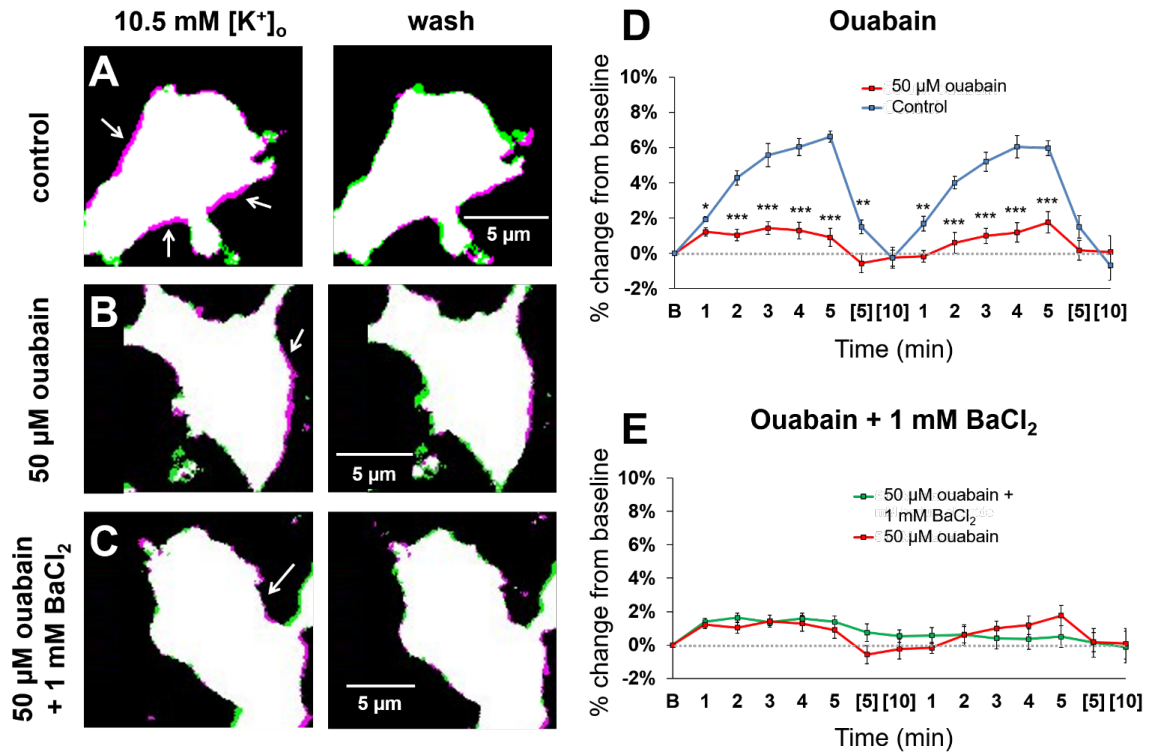 10.5 mM [K⁺]ₒ
wash
A
control
5 µm
B
50 µM ouabain
5 µm
C
50 µM ouabain
+ 1 mM BaCl₂
5 µm
D
Ouabain
50 µM ouabain
Control
% change from baseline
10%
8%
6%
4%
2%
0%
-2%
* *** *** *** *** ** ** *** *** *** ***
B 1 2 3 4 5 [5] [10] 1 2 3 4 5 [5] [10]
Time (min)
E
Ouabain + 1 mM BaCl₂
50 µM ouabain +
1 mM BaCl₂
50 µM ouabain
% change from baseline
10%
8%
6%
4%
2%
0%
-2%
B 1 2 3 4 5 [5] [10] 1 2 3 4 5 [5] [10]
Time (min)